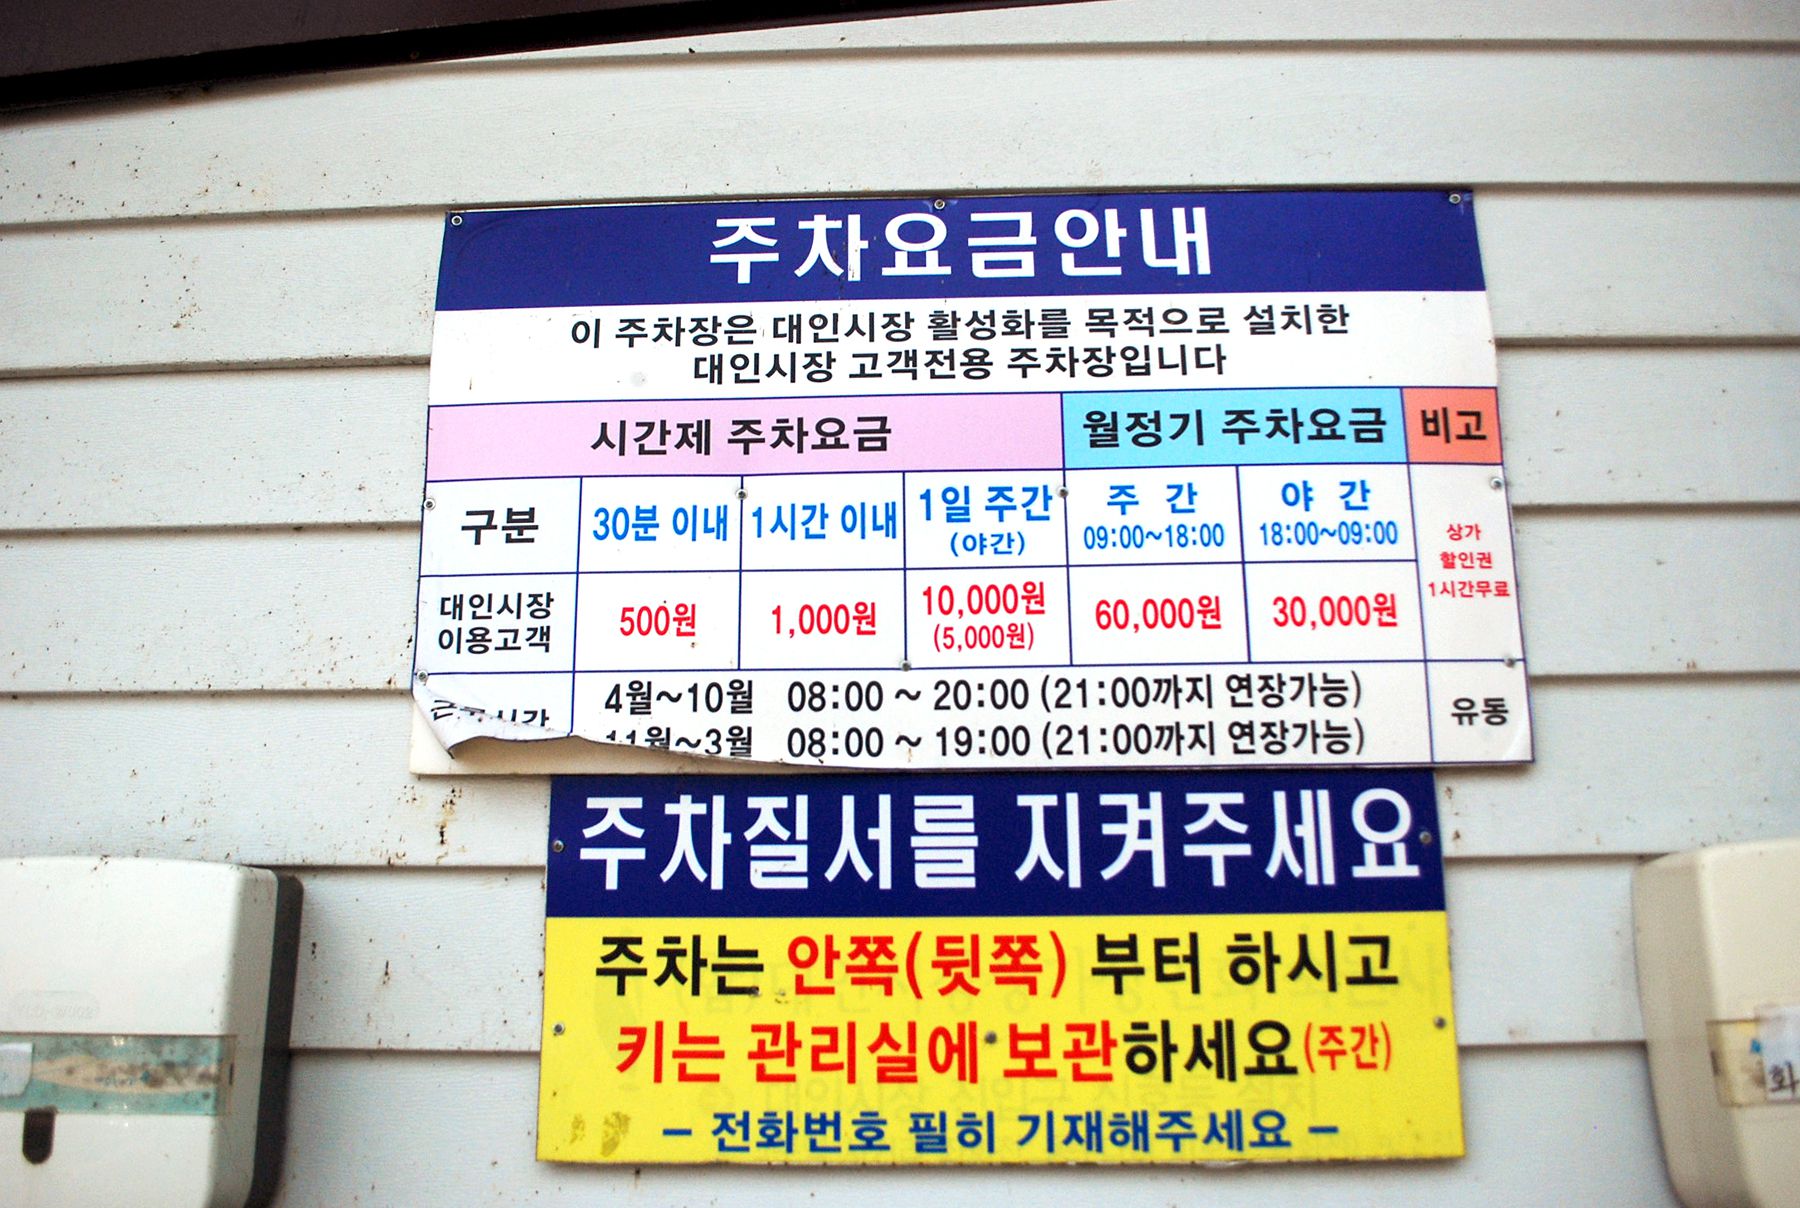 주차요금안내
이 주차장은 대인시장 활성화를 목적으로 설치한
대인시장 고객전용 주차장입니다
시간제 주차요금 월정기 주차요금 비고
구분 30분 이내 1시간 이내 1일 주간 (야간) 주 간 09:00~18:00 야 간 18:00~09:00
상가
할인권
1시간무료
대인시장 이용고객 500원 1,000원 10,000원 (5,000원) 60,000원 30,000원
4월~10월 08:00 ~ 20:00 (21:00까지 연장가능)
11월~3월 08:00 ~ 19:00 (21:00까지 연장가능)
유동
주차질서를 지켜주세요
주차는 안쪽(뒷쪽) 부터 하시고
키는 관리실에 보관하세요(주간)
- 전화번호 필히 기재해주세요 -
화